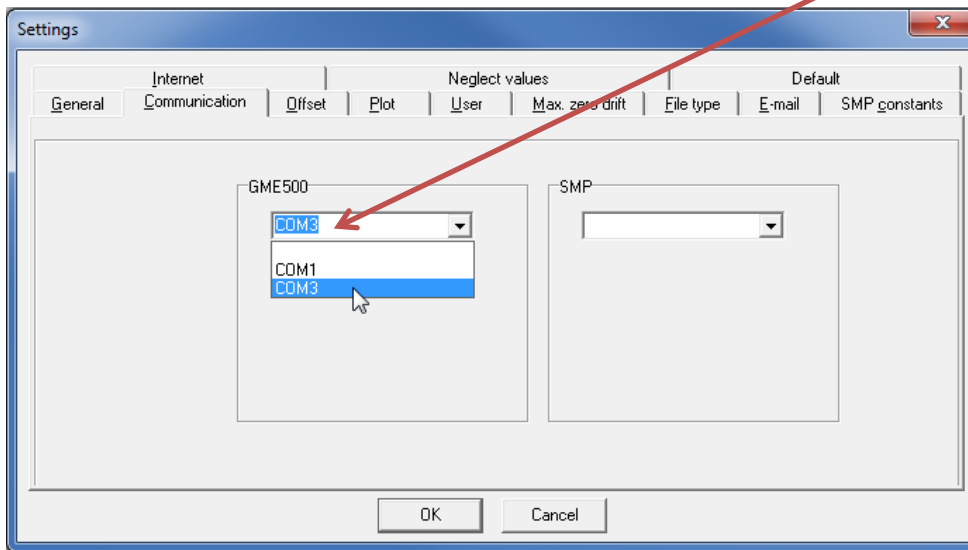 Settings
Internet Neglect values Default
General Communication Offset Plot User Max. zero drift File type E-mail SMP constants
GME500 SMP
COM3
COM1
COM3
OK Cancel